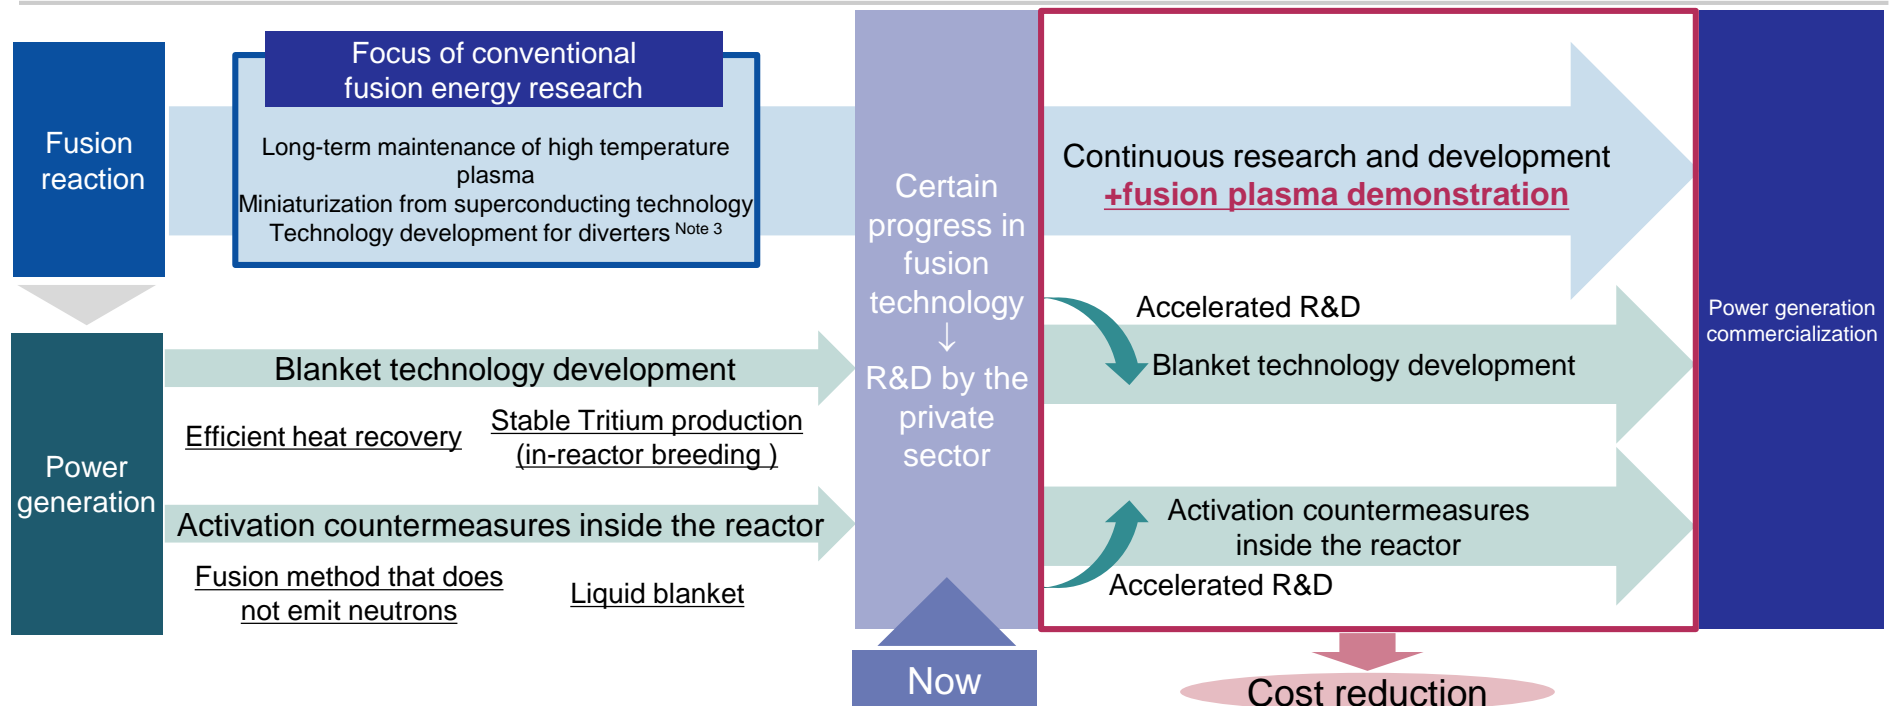 Focus of conventional
fusion energy research
Fusion
reaction
Long-term maintenance of high temperature
plasma
Miniaturization from superconducting technology
Technology development for diverters Note 3
Certain
progress in
fusion
technology
↓
R&D by the
private
sector
Continuous research and development
+fusion plasma demonstration
Accelerated R&D
Blanket technology development
Power generation
commercialization
Blanket technology development
Efficient heat recovery
Stable Tritium production
(in-reactor breeding )
Power
generation
Activation countermeasures inside the reactor
Fusion method that does
not emit neutrons
Liquid blanket
Activation countermeasures
inside the reactor
Accelerated R&D
Now
Cost reduction